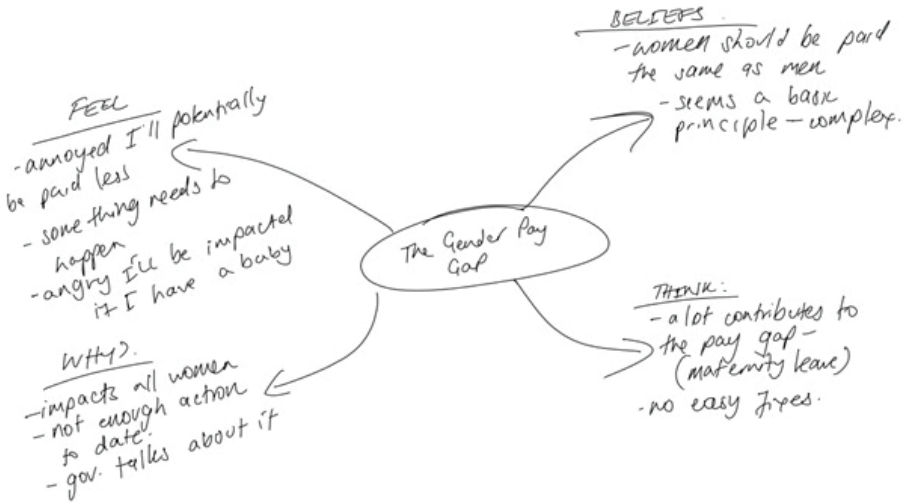 The Gender Pay
Gap
FEEL
- annoyed I'll potentially
be paid less
- something needs to
happen
- angry I'll be impacted
if I have a baby
BELIEFS
- women should be paid
the same as men
- seems a basic
principle - complex.
WHY?
- impacts all women
- not enough action
to date.
- gov. talks about it
THINK:
- a lot contributes to
the pay gap -
(maternity leave)
- no easy fixes.